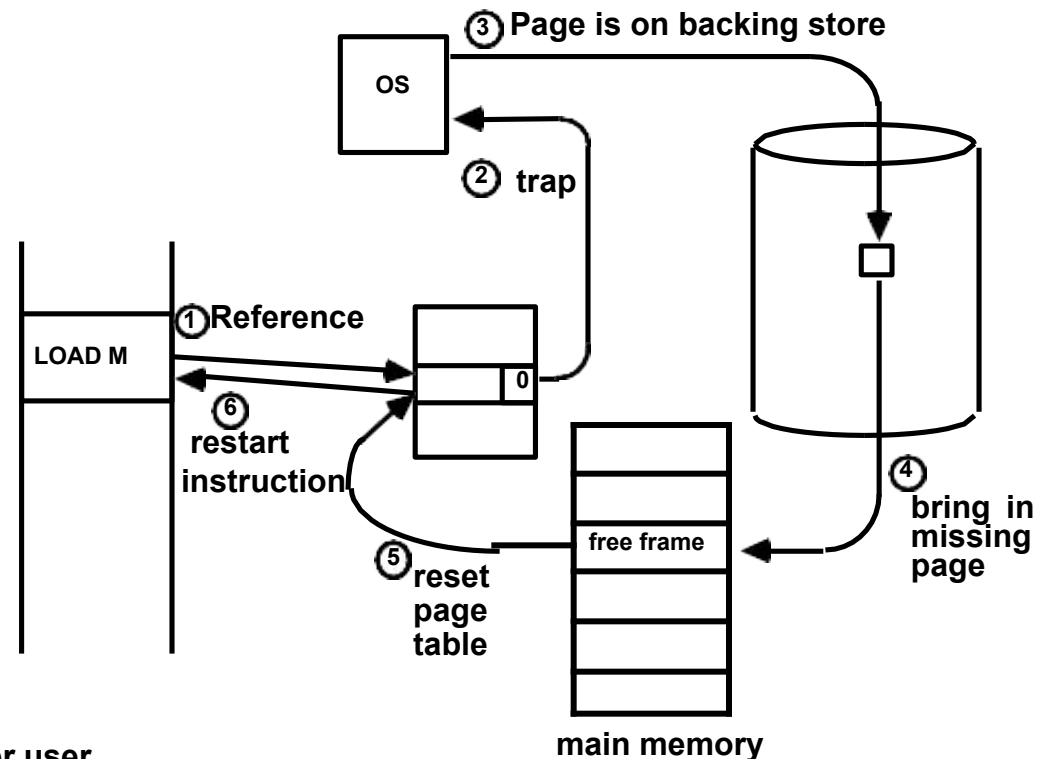 3 Page is on backing store
OS
2 trap
1 Reference
LOAD M
0
6
restart
instruction
4
bring in
missing
page
free frame
5 reset
page
table
main memory
user